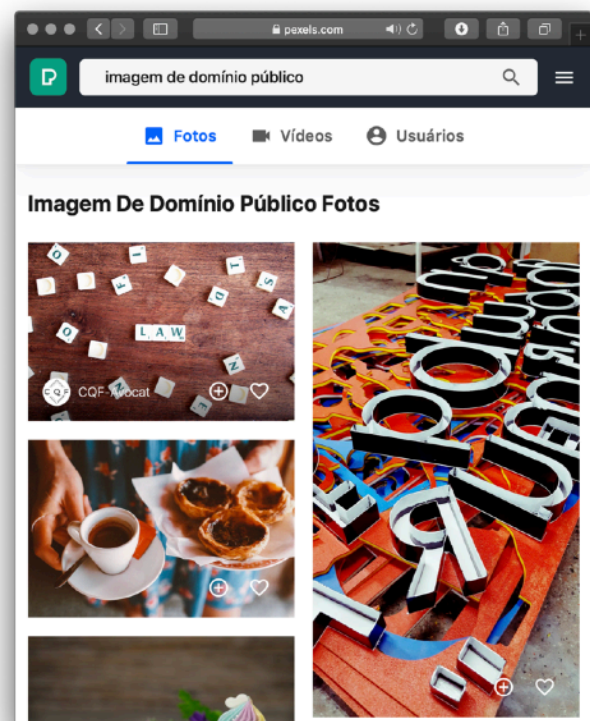 pexels.com
imagem de domínio público
Fotos
Vídeos
Usuários
Imagem De Domínio Público Fotos
LAW
CQF-Avocat